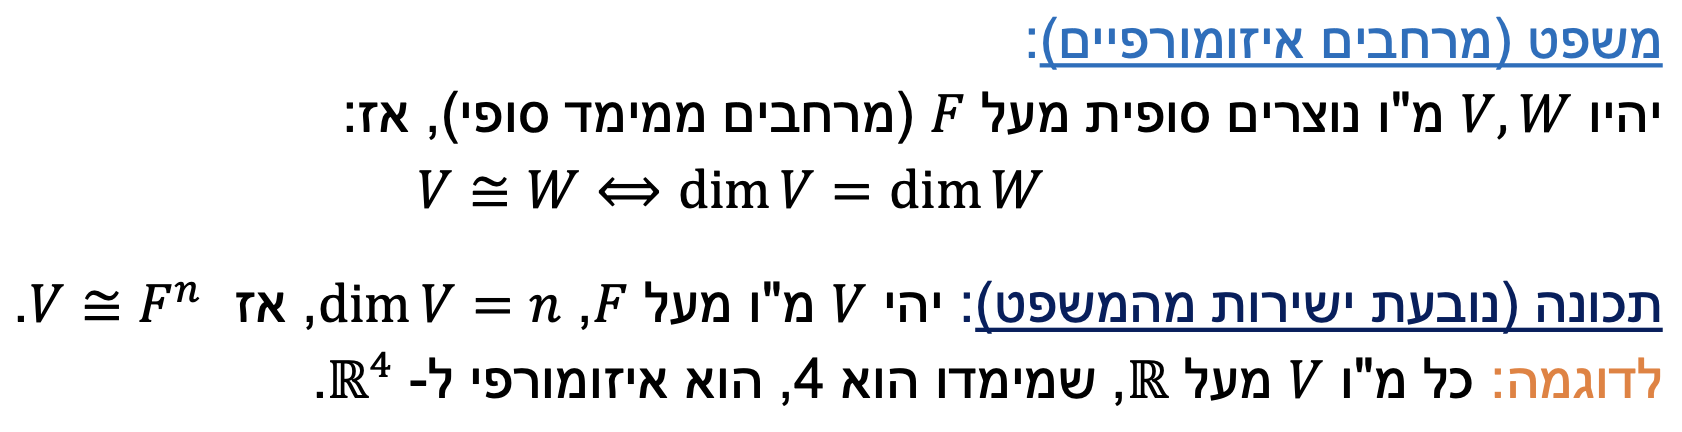 משפט (מרחבים איזומורפיים):
יהיו V, W מ"ו נוצרים סופית מעל F (מרחבים ממימד סופי), אז:
V ≅ W ⟺ dim V = dim W
תכונה (נובעת ישירות מהמשפט): יהי V מ"ו מעל F, dim V = n, אז V ≅ Fⁿ.
לדוגמה: כל מ"ו V מעל ℝ, שמימדו הוא 4, הוא איזומורפי ל- ℝ⁴.